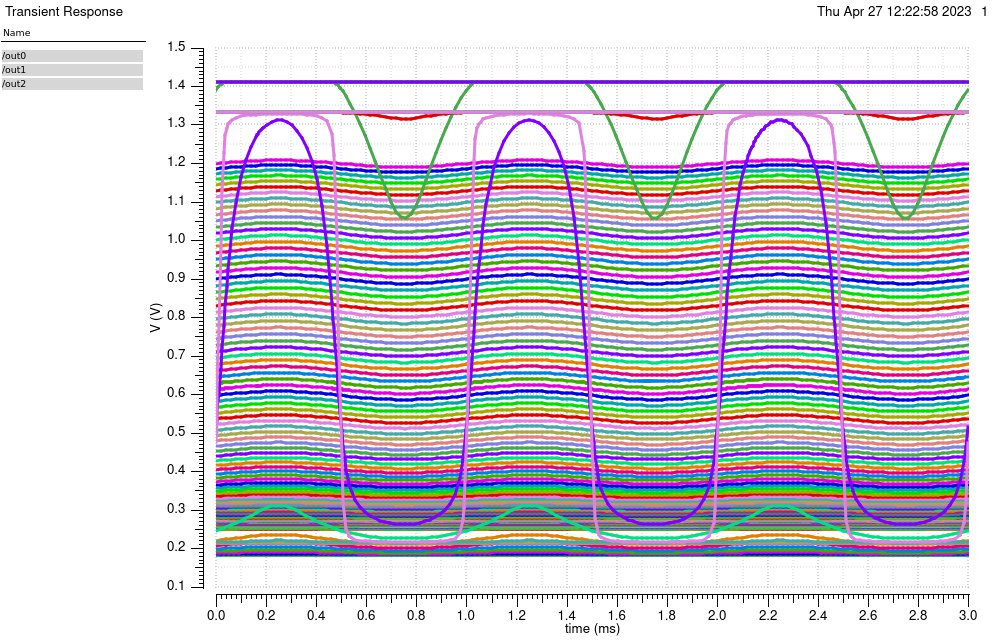 Transient Response
Thu Apr 27 12:22:58 2023 1
Name
/out0
/out1
/out2
V (V)
1.5
1.4
1.3
1.2
1.1
1.0
0.9
0.8
0.7
0.6
0.5
0.4
0.3
0.2
0.1
0.0 0.2 0.4 0.6 0.8 1.0 1.2 1.4 1.6 1.8 2.0 2.2 2.4 2.6 2.8 3.0
time (ms)